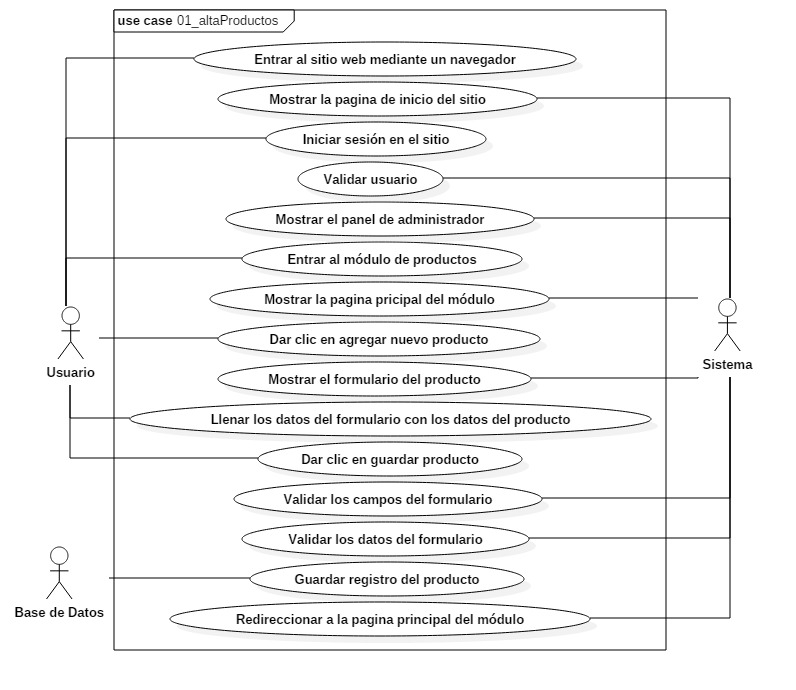 use case 01_altaProductos
Entrar al sitio web mediante un navegador
Mostrar la pagina de inicio del sitio
Iniciar sesión en el sitio
Validar usuario
Mostrar el panel de administrador
Entrar al módulo de productos
Mostrar la pagina pricipal del módulo
Dar clic en agregar nuevo producto
Sistema
Usuario
Mostrar el formulario del producto
Llenar los datos del formulario con los datos del producto
Dar clic en guardar producto
Validar los campos del formulario
Validar los datos del formulario
Guardar registro del producto
Base de Datos
Redireccionar a la pagina principal del módulo